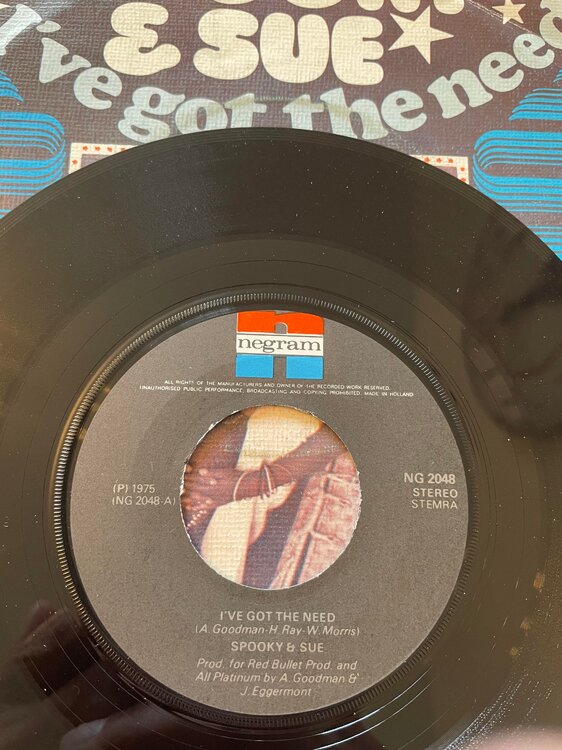 & SUE
I've got the need
negram
ALL RIGHTS OF THE MANUFACTURERS AND OWNER OF THE RECORDED WORK RESERVED.
UNAUTHORISED PUBLIC PERFORMANCE, BROADCASTING AND COPYING PROHIBITED. MADE IN HOLLAND
(P) 1975
(NG 2048-A)
NG 2048
STEREO
STEMRA
I'VE GOT THE NEED
(A. Goodman-H. Ray-W. Morris)
SPOOKY & SUE
Prod. for Red Bullet Prod. and
All Platinum by A. Goodman &
J. Eggermont